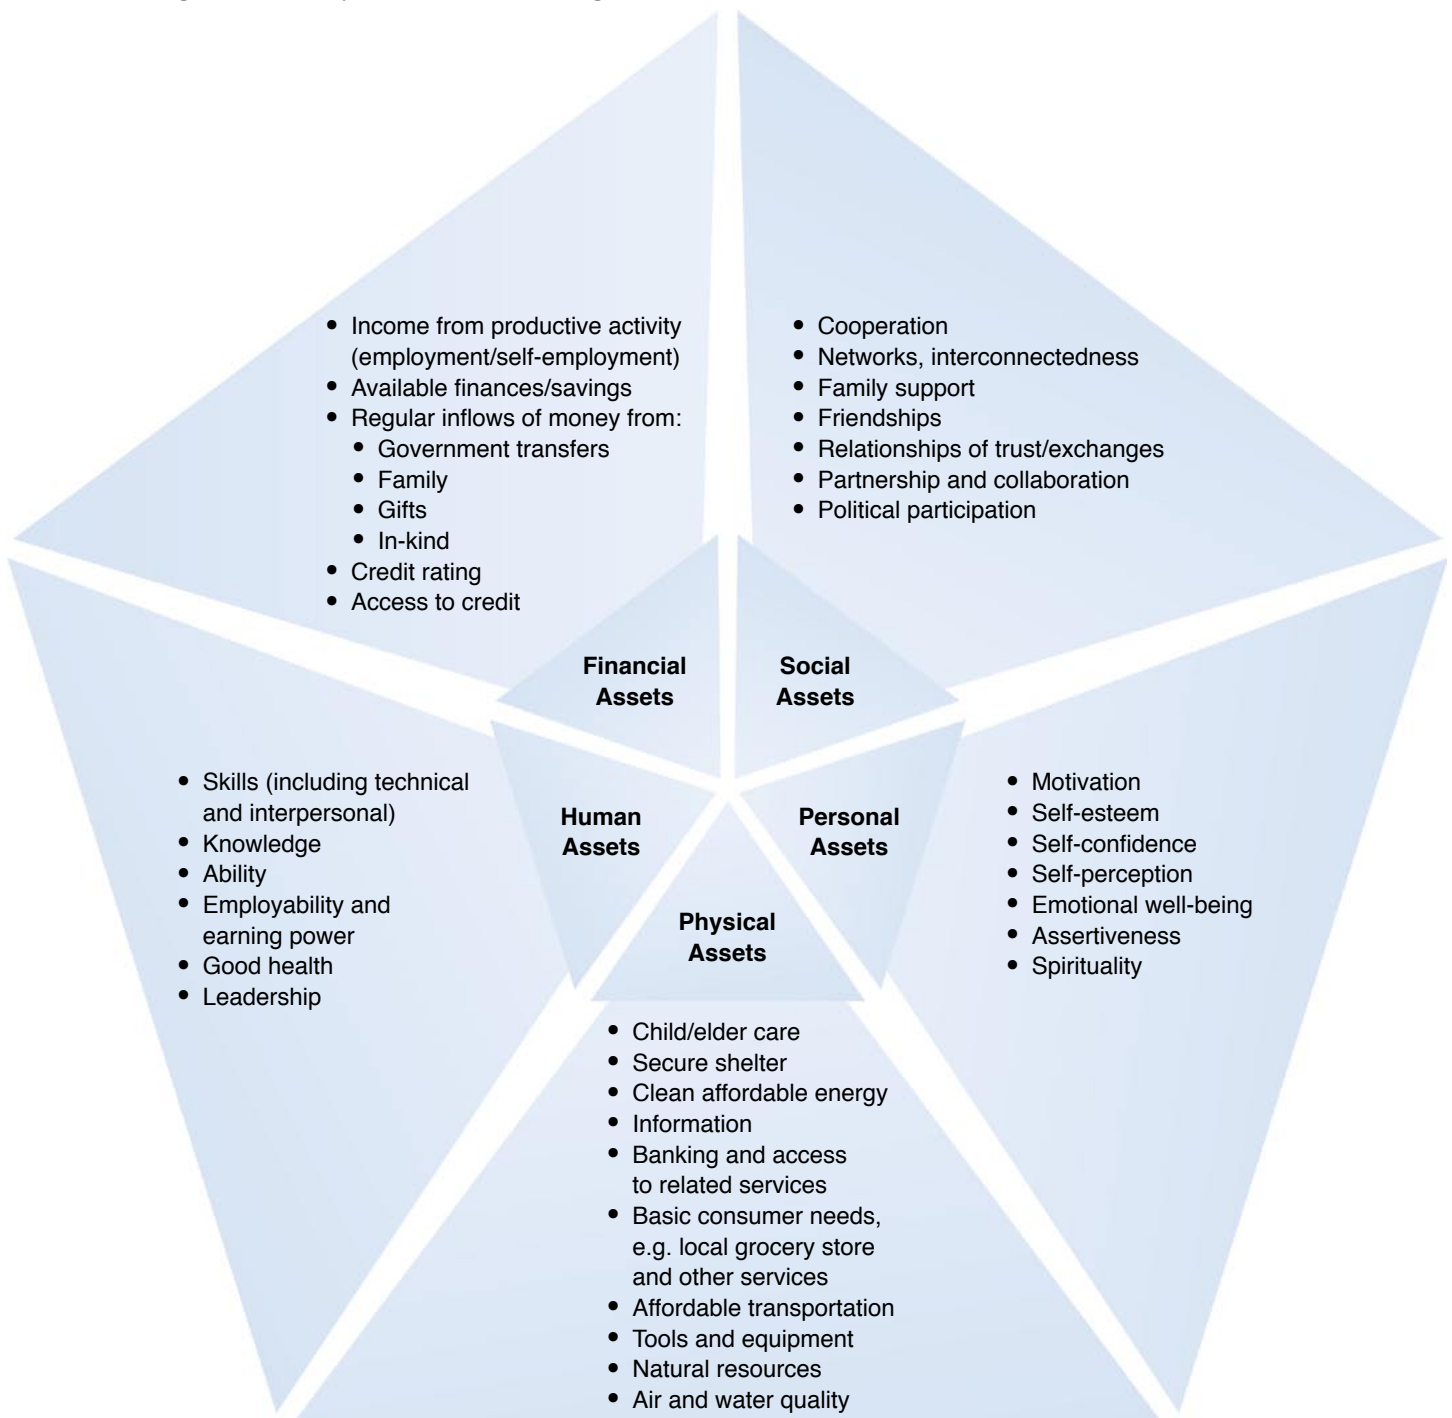 • Income from productive activity
(employment/self-employment)
• Available finances/savings
• Regular inflows of money from:
• Government transfers
• Family
• Gifts
• In-kind
• Credit rating
• Access to credit
Financial
Assets
• Cooperation
• Networks, interconnectedness
• Family support
• Friendships
• Relationships of trust/exchanges
• Partnership and collaboration
• Political participation
Social
Assets
• Skills (including technical
and interpersonal)
• Knowledge
• Ability
• Employability and
earning power
• Good health
• Leadership
Human
Assets
Personal
Assets
• Motivation
• Self-esteem
• Self-confidence
• Self-perception
• Emotional well-being
• Assertiveness
• Spirituality
Physical
Assets
• Child/elder care
• Secure shelter
• Clean affordable energy
• Information
• Banking and access
to related services
• Basic consumer needs,
e.g. local grocery store
and other services
• Affordable transportation
• Tools and equipment
• Natural resources
• Air and water quality